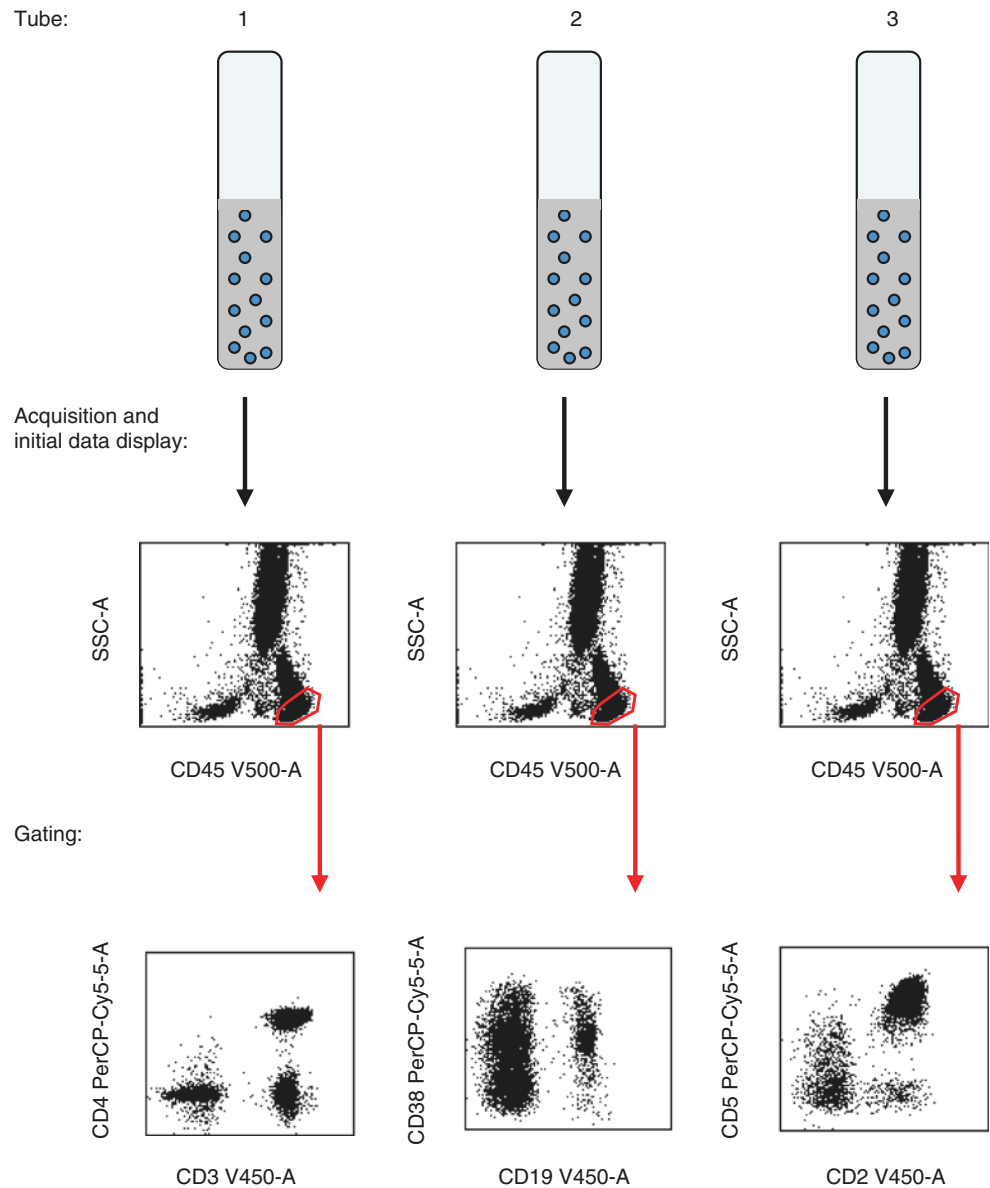 Tube:
1
2
3
Acquisition and
initial data display:
SSC-A
SSC-A
SSC-A
CD45 V500-A
CD45 V500-A
CD45 V500-A
Gating:
CD4 PerCP-Cy5-5-A
CD38 PerCP-Cy5-5-A
CD5 PerCP-Cy5-5-A
CD3 V450-A
CD19 V450-A
CD2 V450-A